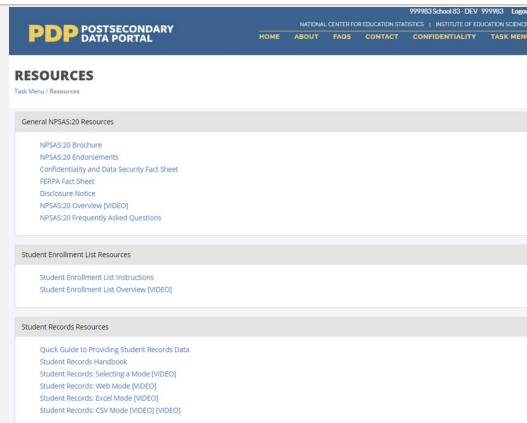 999983 School 83 - DEV 999983 Logou
NATIONAL CENTER FOR EDUCATION STATISTICS | INSTITUTE OF EDUCATION SCIENCE
PDP POSTSECONDARY
DATA PORTAL
HOME ABOUT FAQS CONTACT CONFIDENTIALITY TASK MENU
RESOURCES
Task Menu / Resources
General NPSAS:20 Resources
NPSAS:20 Brochure
NPSAS:20 Endorsements
Confidentiality and Data Security Fact Sheet
FERPA Fact Sheet
Disclosure Notice
NPSAS:20 Overview [VIDEO]
NPSAS:20 Frequently Asked Questions
Student Enrollment List Resources
Student Enrollment List Instructions
Student Enrollment List Overview [VIDEO]
Student Records Resources
Quick Guide to Providing Student Records Data
Student Records Handbook
Student Records: Selecting a Mode [VIDEO]
Student Records: Web Mode [VIDEO]
Student Records: Excel Mode [VIDEO]
Student Records: CSV Mode [VIDEO] [VIDEO]